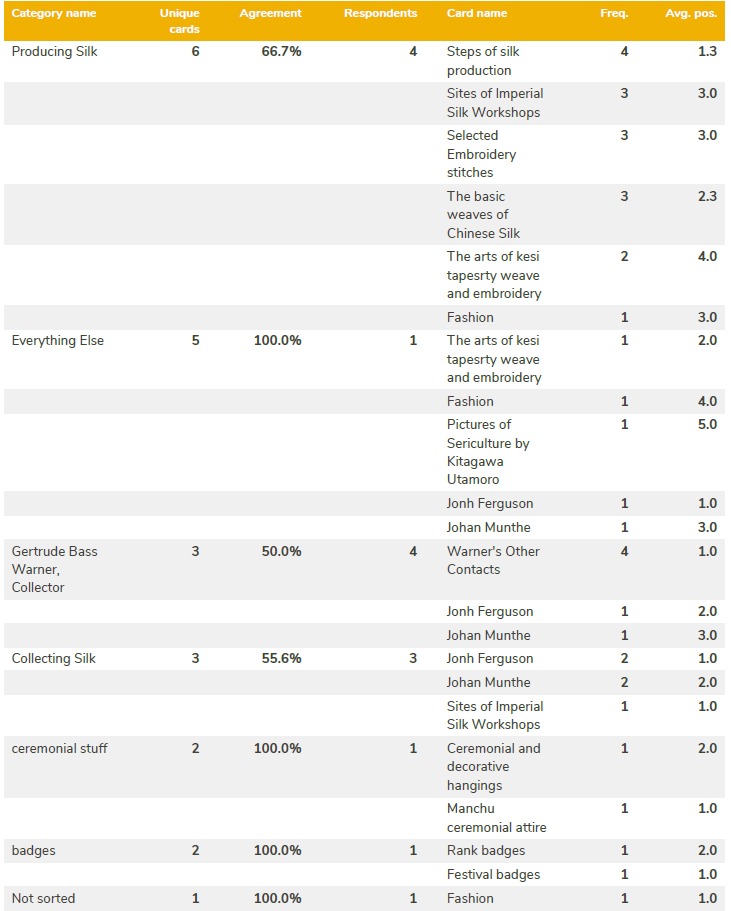 Category name Unique cards Agreement Respondents Card name Freq. Avg. pos.
Producing Silk 6 66.7% 4 Steps of silk 4 1.3
production
Sites of Imperial 3 3.0
Silk Workshops
Selected 3 3.0
Embroidery
stitches
The basic 3 2.3
weaves of
Chinese Silk
The arts of kesi 2 4.0
tapesrty weave
and embroidery
Fashion 1 3.0
Everything Else 5 100.0% 1 The arts of kesi 1 2.0
tapesrty weave
and embroidery
Fashion 1 4.0
Pictures of 1 5.0
Sericulture by
Kitagawa
Utamoro
Jonh Ferguson 1 1.0
Johan Munthe 1 3.0
Gertrude Bass 3 50.0% 4 Warner's Other 4 1.0
Warner, Contacts
Collector
Jonh Ferguson 1 2.0
Johan Munthe 1 3.0
Collecting Silk 3 55.6% 3 Jonh Ferguson 2 1.0
Johan Munthe 2 2.0
Sites of Imperial 1 1.0
Silk Workshops
ceremonial stuff 2 100.0% 1 Ceremonial and 1 2.0
decorative
hangings
Manchu 1 1.0
ceremonial attire
badges 2 100.0% 1 Rank badges 1 2.0
Festival badges 1 1.0
Not sorted 1 100.0% 1 Fashion 1 1.0